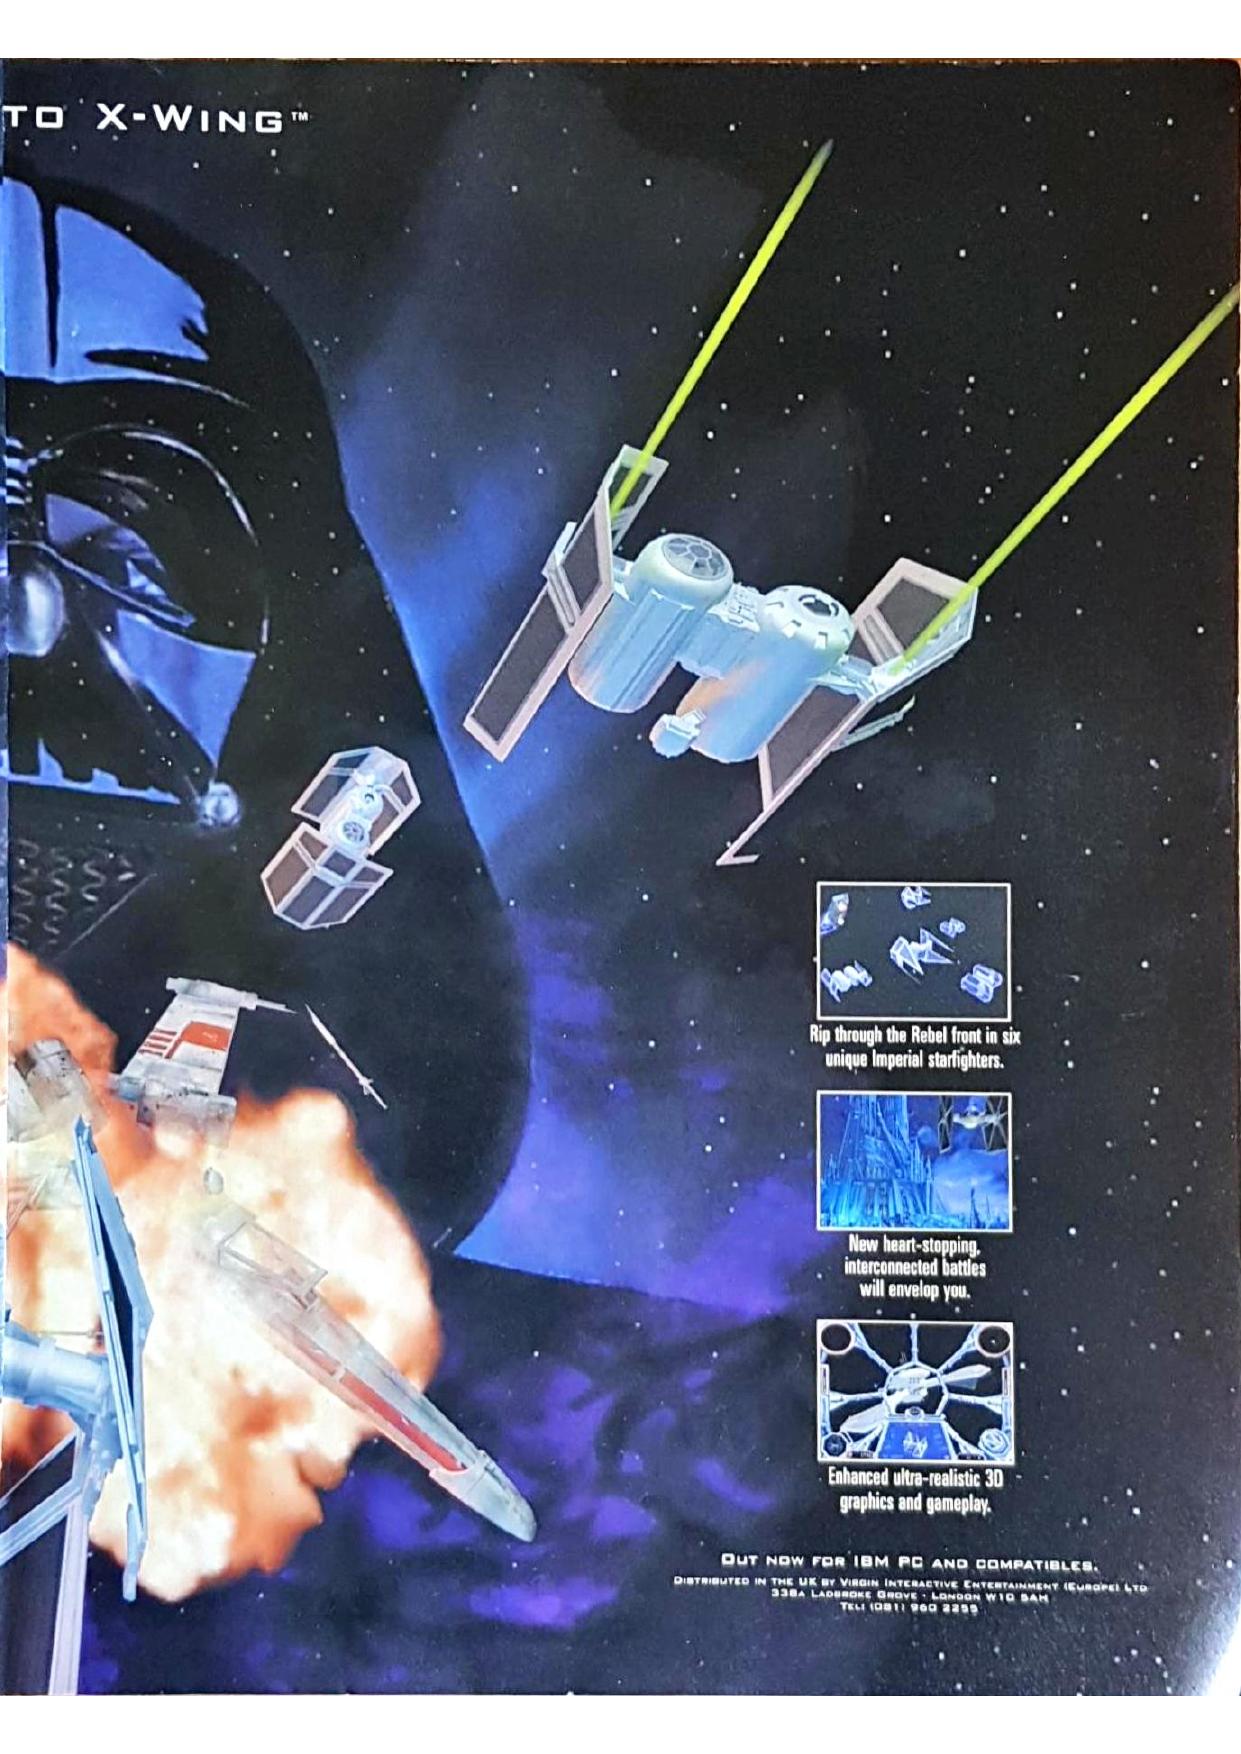 TO X-WING™
Rip through the Rebel front in six
unique Imperial starfighters.
New heart-stopping,
interconnected battles
will envelop you.
Enhanced ultra-realistic 3D
graphics and gameplay.
OUT NOW FOR IBM PC AND COMPATIBLES.
DISTRIBUTED IN THE UK BY VIRGIN INTERACTIVE ENTERTAINMENT (EUROPE) LTD
338A LADBROKE GROVE - LONDON W10 5AH
TEL: (081) 960 2255